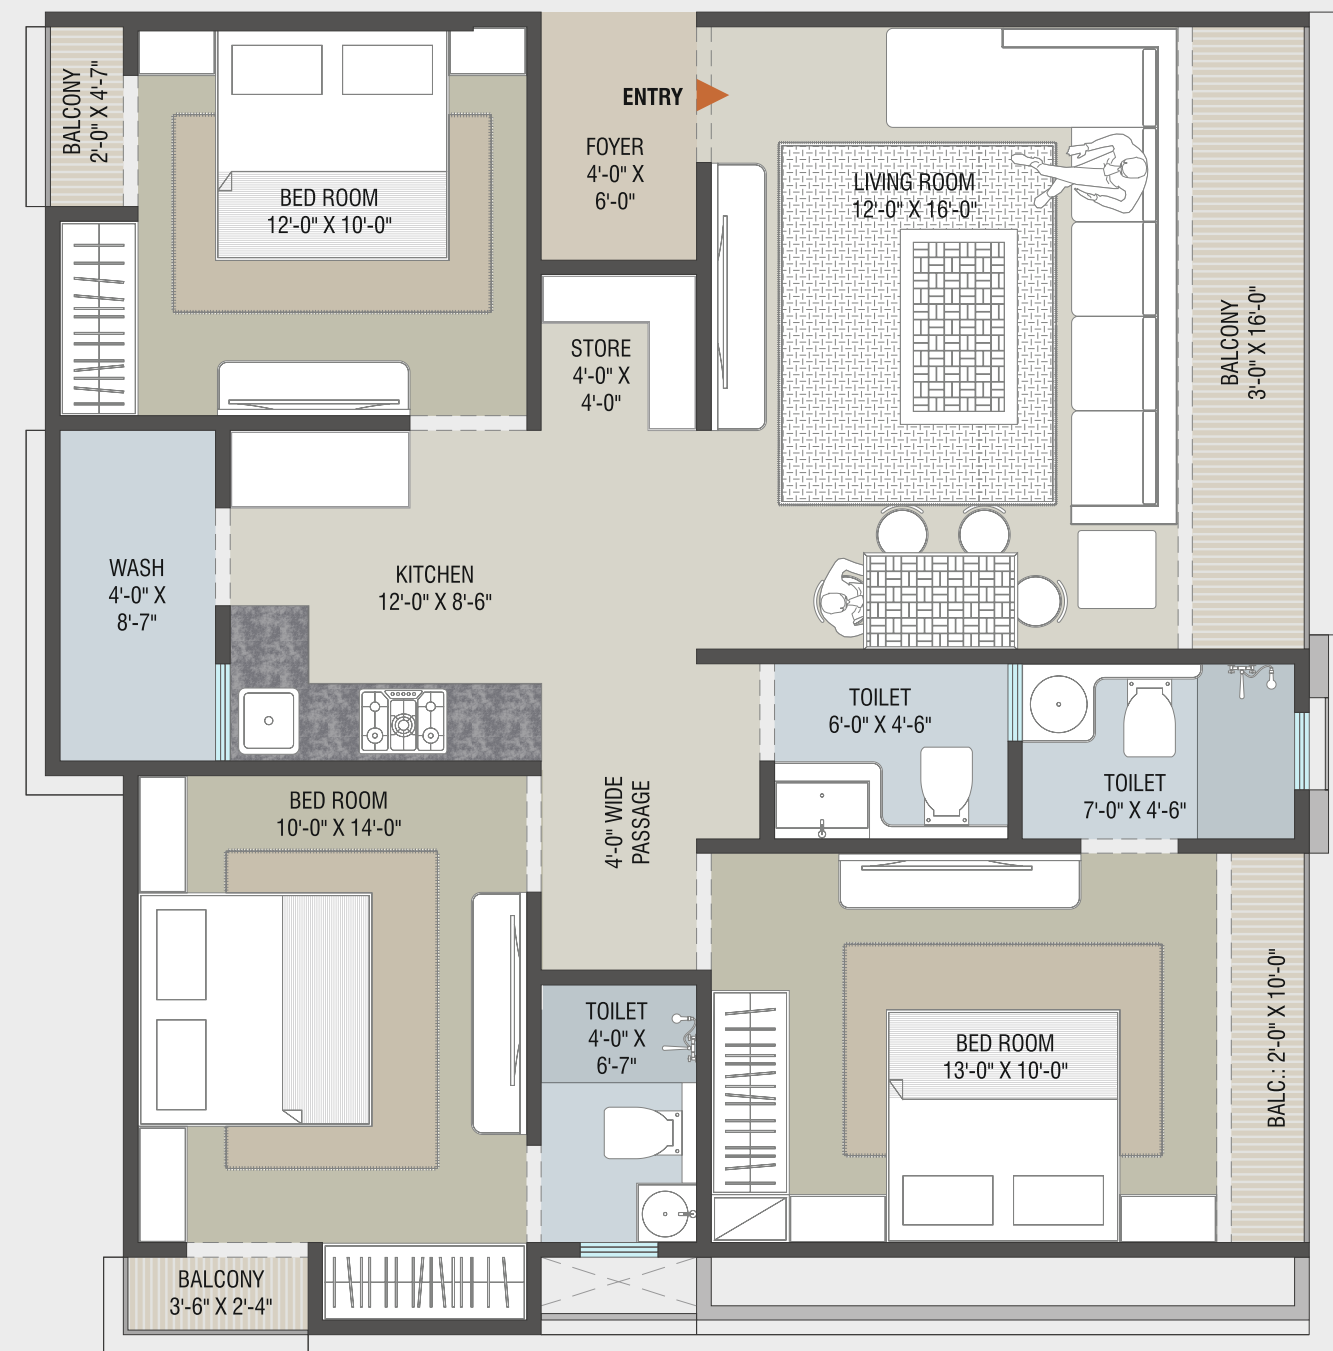 BALCONY
2'-0" X 4'-7"
BED ROOM
12'-0" X 10'-0"
ENTRY
FOYER
4'-0" X
6'-0"
LIVING ROOM
12'-0" X 16'-0"
BALCONY
3'-0" X 16'-0"
STORE
4'-0" X
4'-0"
WASH
4'-0" X
8'-7"
KITCHEN
12'-0" X 8'-6"
TOILET
6'-0" X 4'-6"
TOILET
7'-0" X 4'-6"
BED ROOM
10'-0" X 14'-0"
4'-0" WIDE
PASSAGE
TOILET
4'-0" X
6'-7"
BED ROOM
13'-0" X 10'-0"
BALC.: 2'-0" X 10'-0"
BALCONY
3'-6" X 2'-4"